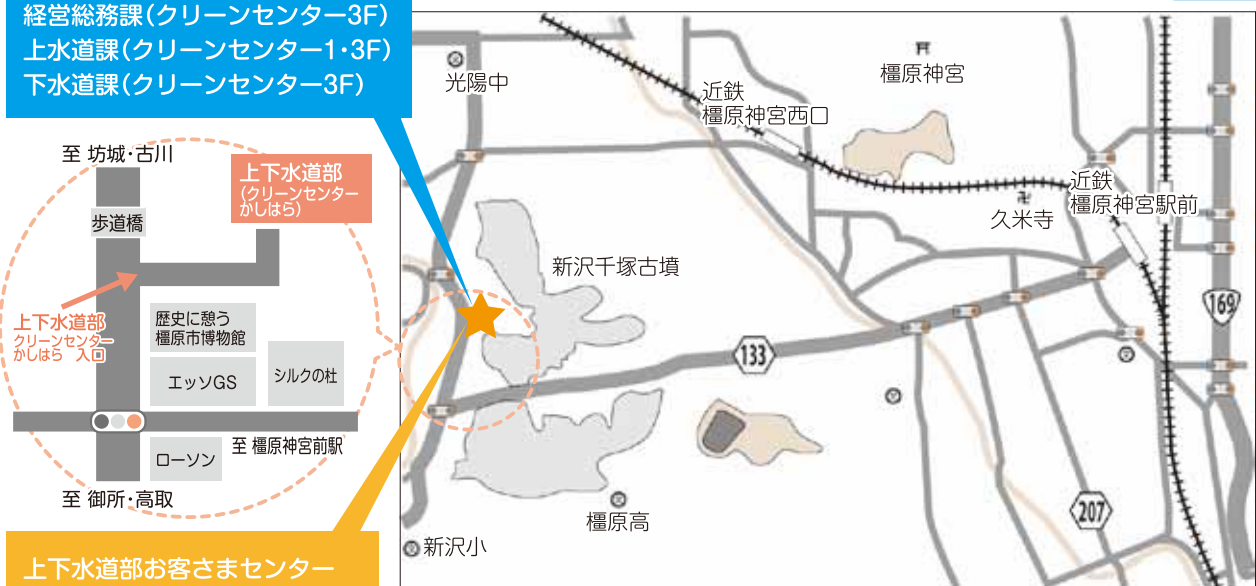 経営総務課(クリーンセンター3F)
上水道課(クリーンセンター1・3F)
下水道課(クリーンセンター3F)
至 坊城・古川
上下水道部
(クリーンセンター
かしはら)
歩道橋
上下水道部
クリーンセンター
かしはら 入口
歴史に憩う
橿原市博物館
エッソGS
シルクの杜
ローソン
至 橿原神宮前駅
至 御所・高取
上下水道部お客さまセンター
光陽中
近鉄
橿原神宮西口
橿原神宮
近鉄
橿原神宮駅前
久米寺
新沢千塚古墳
169
133
207
橿原高
新沢小